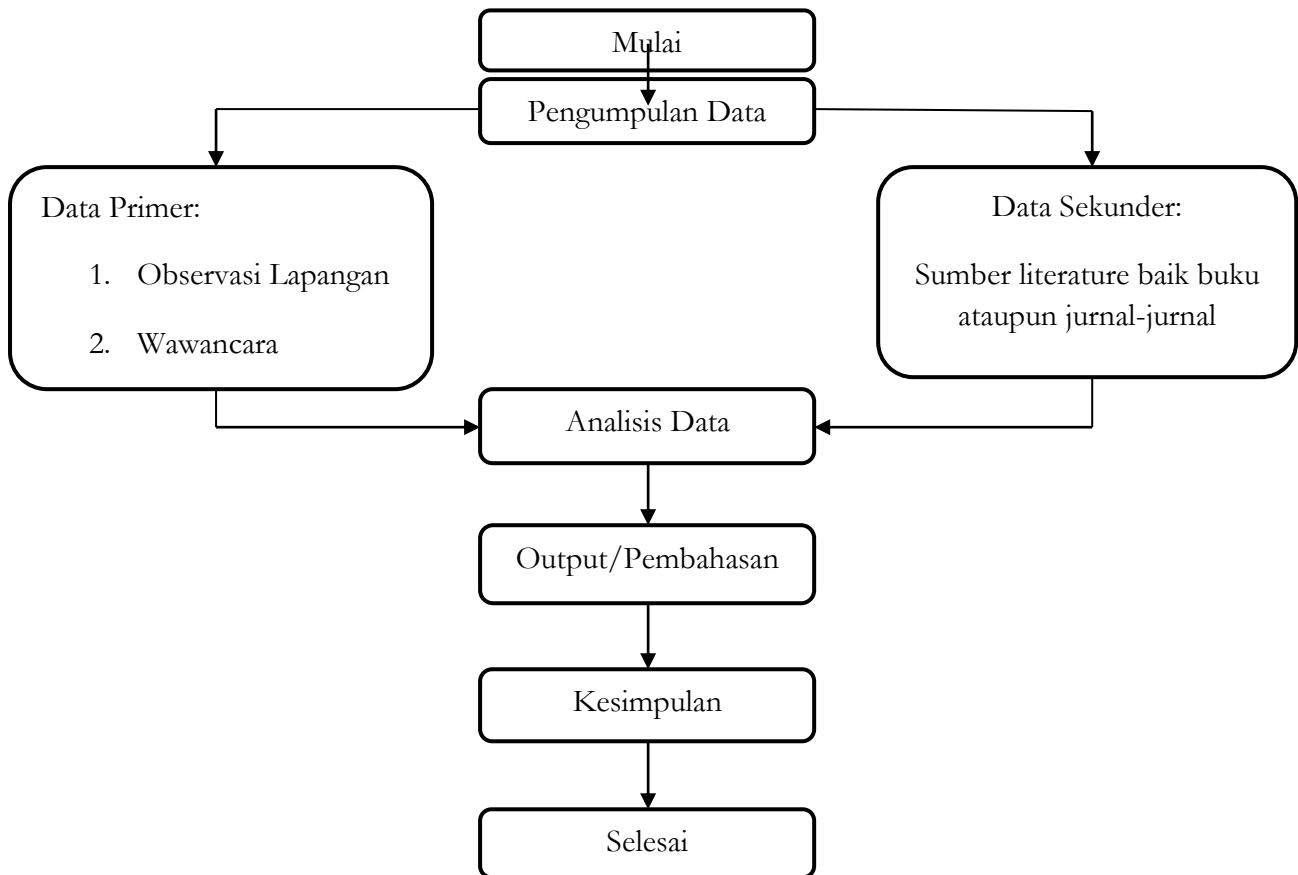 Mulai
Pengumpulan Data
Data Primer:
1. Observasi Lapangan
2. Wawancara
Data Sekunder:
Sumber literature baik buku
ataupun jurnal-jurnal
Analisis Data
Output/Pembahasan
Kesimpulan
Selesai